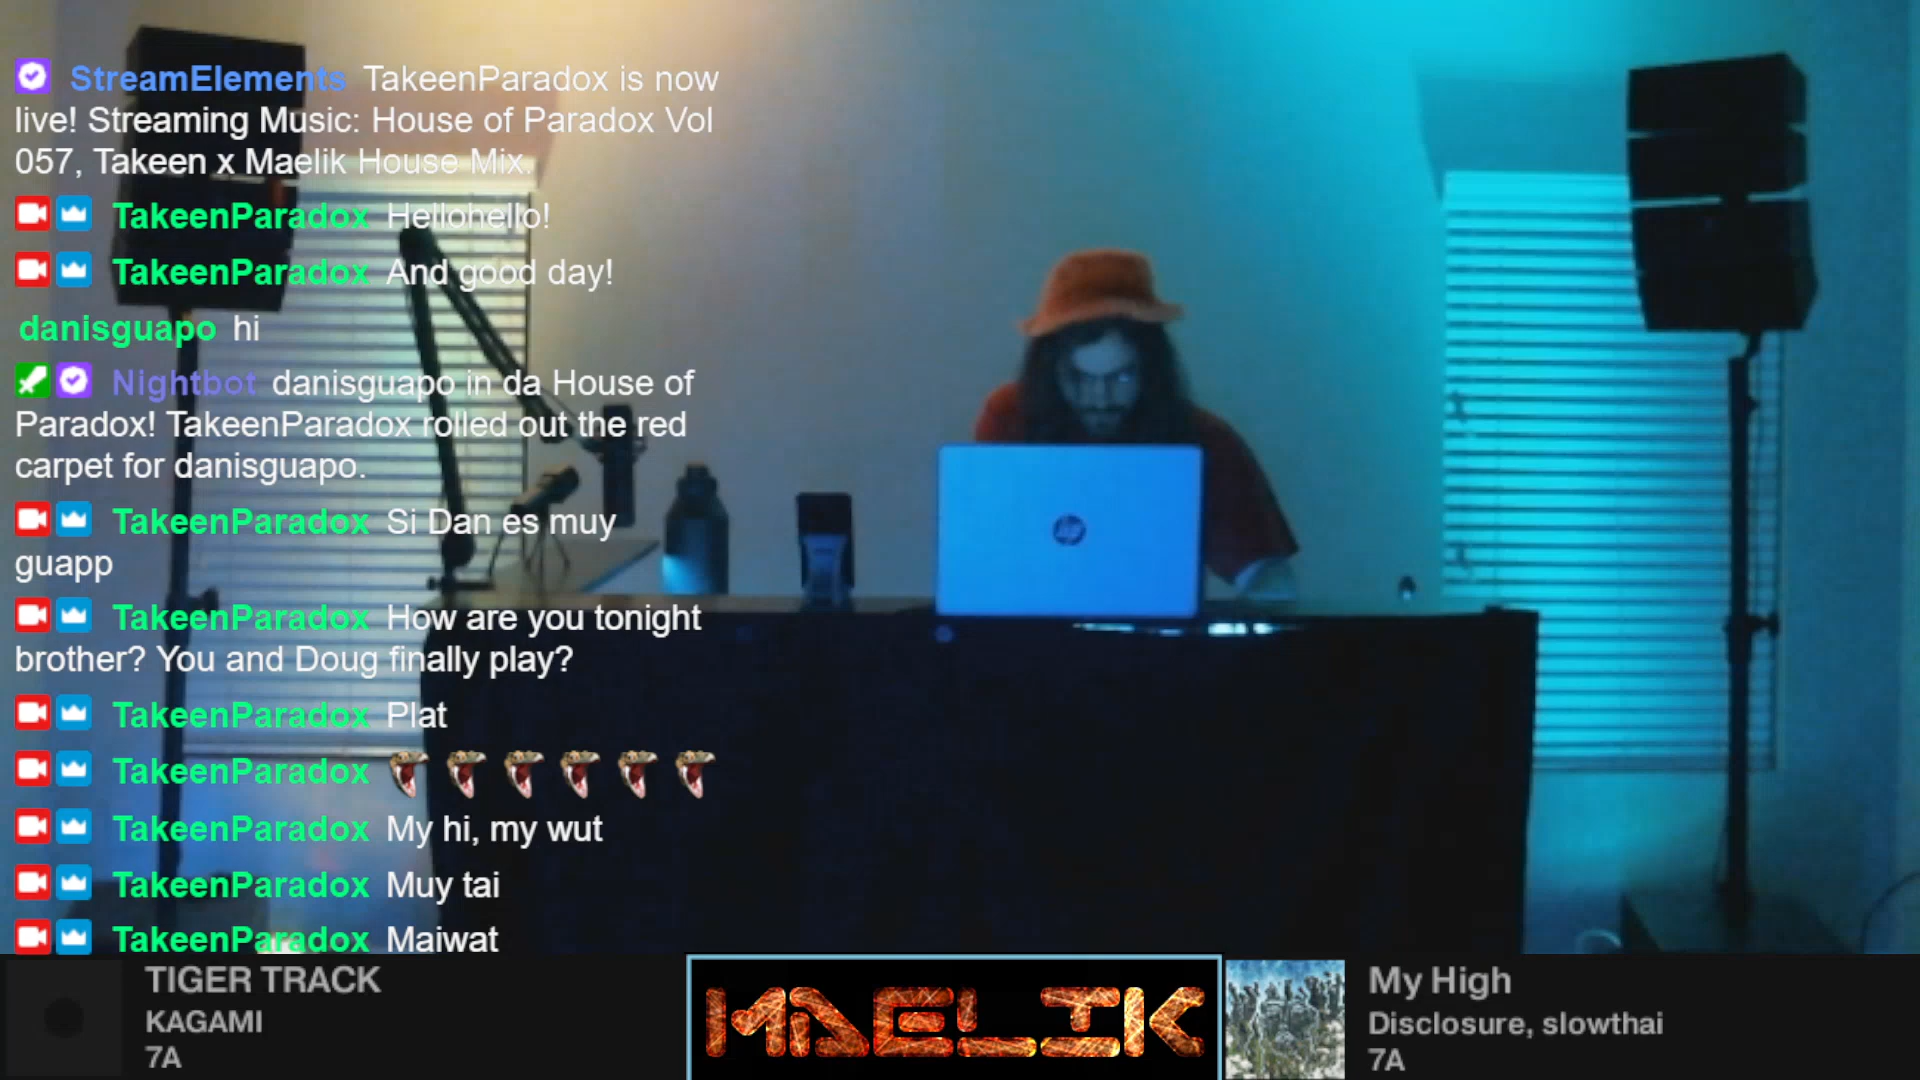 StreamElements TakeenParadox is now
live! Streaming Music: House of Paradox Vol
057, Takeen x Maelik House Mix.
TakeenParadox Hellohello!
TakeenParadox And good day!
danisguapo hi
Nightbot danisguapo in da House of
Paradox! TakeenParadox rolled out the red
carpet for danisguapo.
TakeenParadox Si Dan es muy
guapp
TakeenParadox How are you tonight
brother? You and Doug finally play?
TakeenParadox Plat
TakeenParadox
TakeenParadox My hi, my wut
TakeenParadox Muy tai
TakeenParadox Maiwat
TIGER TRACK
KAGAMI
7A
MAELIK
My High
Disclosure, slowthai
7A
hp